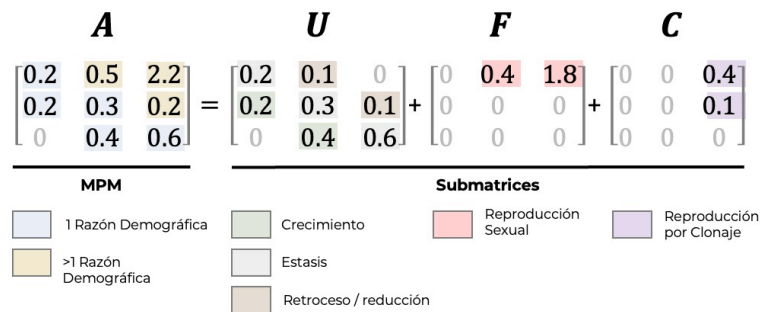 A U F C
[0.2 0.5 2.2] [0.2 0.1 0] [0 0.4 1.8] [0 0 0.4]
[0.2 0.3 0.2] = [0.2 0.3 0.1] + [0 0 0] + [0 0 0.1]
[0 0.4 0.6] [0 0.4 0.6] [0 0 0] [0 0 0]
MPM Submatrices
1 Razón Demográfica
>1 Razón
Demográfica
Crecimiento
Estasis
Retroceso / reducción
Reproducción
Sexual
Reproducción
por Clonaje